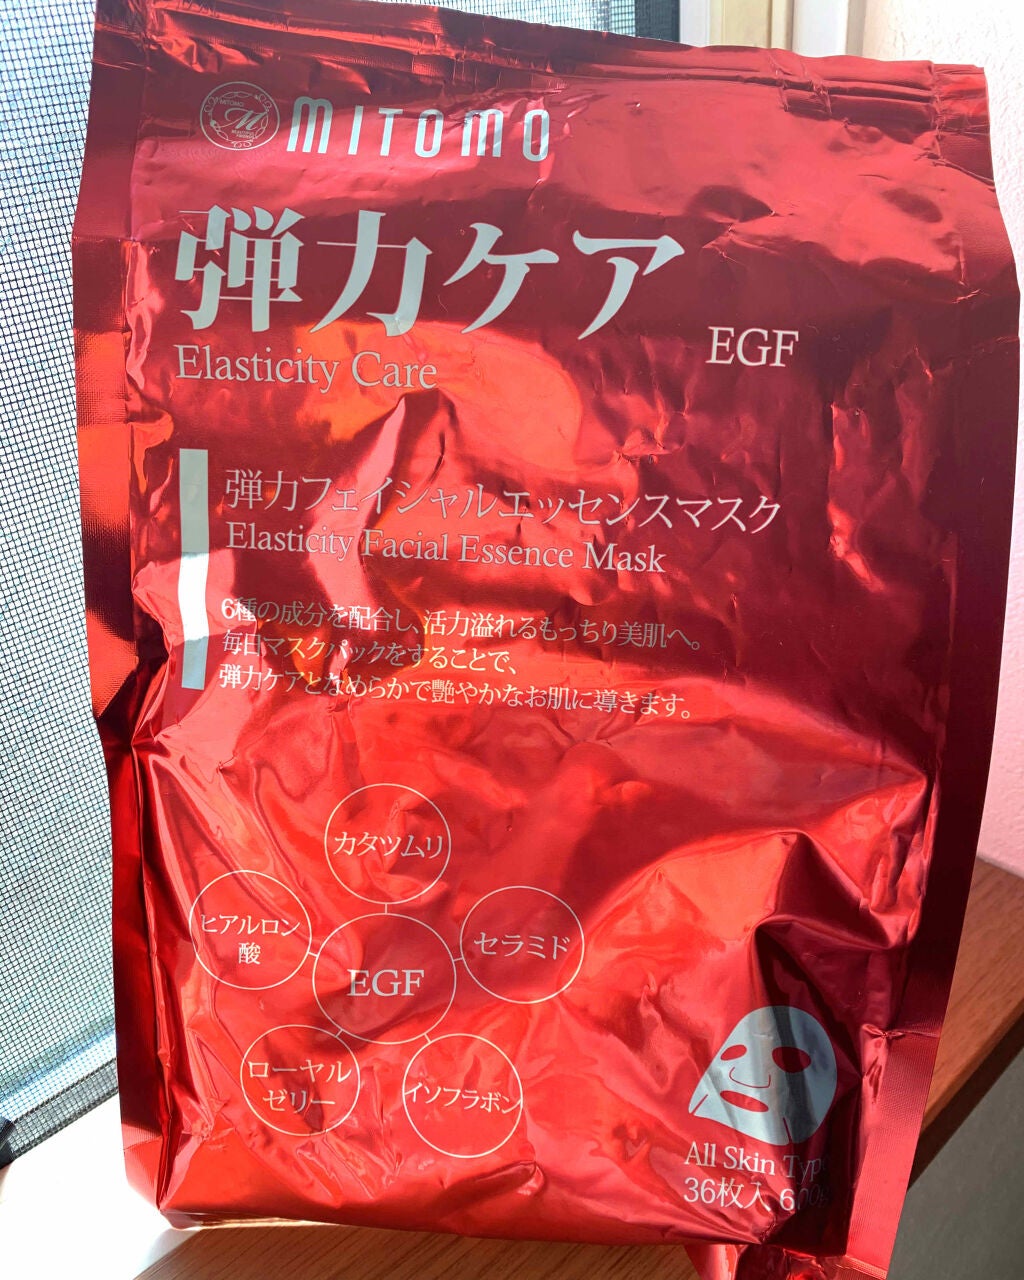 MITOMO
弾力ケア
EGF
Elasticity Care
弾力フェイシャルエッセンスマスク
Elasticity Facial Essence Mask
6種の成分を配合し、活力溢れるもっちり美肌へ。
毎日マスクパックをすることで、
弾力ケアとなめらかで艶やかなお肌に導きます。
カタツムリ
ヒアルロン
酸
セラミド
EGF
ローヤル
ゼリー
イソフラボン
All Skin Type
36枚入 600g